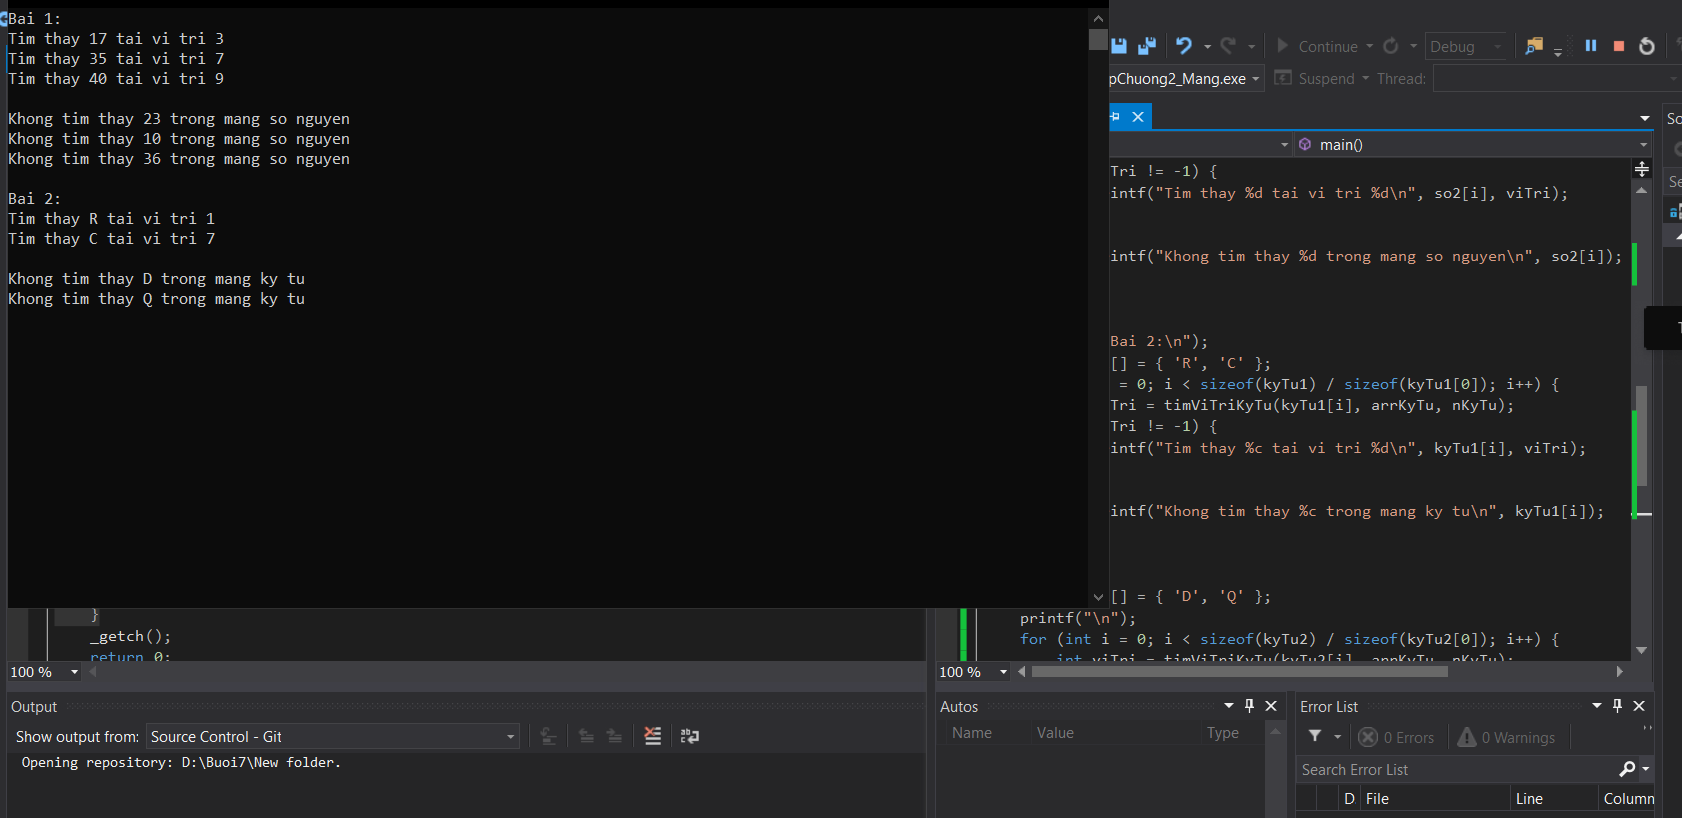 Bai 1:
Tim thay 17 tai vi tri 3
Tim thay 35 tai vi tri 7
Tim thay 40 tai vi tri 9
Khong tim thay 23 trong mang so nguyen
Khong tim thay 10 trong mang so nguyen
Khong tim thay 36 trong mang so nguyen
Bai 2:
Tim thay R tai vi tri 1
Tim thay C tai vi tri 7
Khong tim thay D trong mang ky tu
Khong tim thay Q trong mang ky tu
Continue
Debug
pChuong2_Mang.exe
Suspend
Thread:
main()
Tri != -1) {
intf("Tim thay %d tai vi tri %d\n", so2[i], viTri);
intf("Khong tim thay %d trong mang so nguyen\n", so2[i]);
Bai 2:\n");
[] = { 'R', 'C' };
= 0; i < sizeof(kyTu1) / sizeof(kyTu1[0]); i++) {
Tri = timViTriKyTu(kyTu1[i], arrKyTu, nKyTu);
Tri != -1) {
intf("Tim thay %c tai vi tri %d\n", kyTu1[i], viTri);
intf("Khong tim thay %c trong mang ky tu\n", kyTu1[i]);
[] = { 'D', 'Q' };
printf("\n");
for (int i = 0; i < sizeof(kyTu2) / sizeof(kyTu2[0]); i++) {
int viTri = timViTriKyTu(kyTu2[i], arrKyTu, nKyTu);
}
_getch();
return 0;
100 %
100 %
Output
Show output from: Source Control - Git
Opening repository: D:\Buoi7\New folder.
Autos
Name Value Type
Error List
0 Errors 0 Warnings
Search Error List
D File Line Column